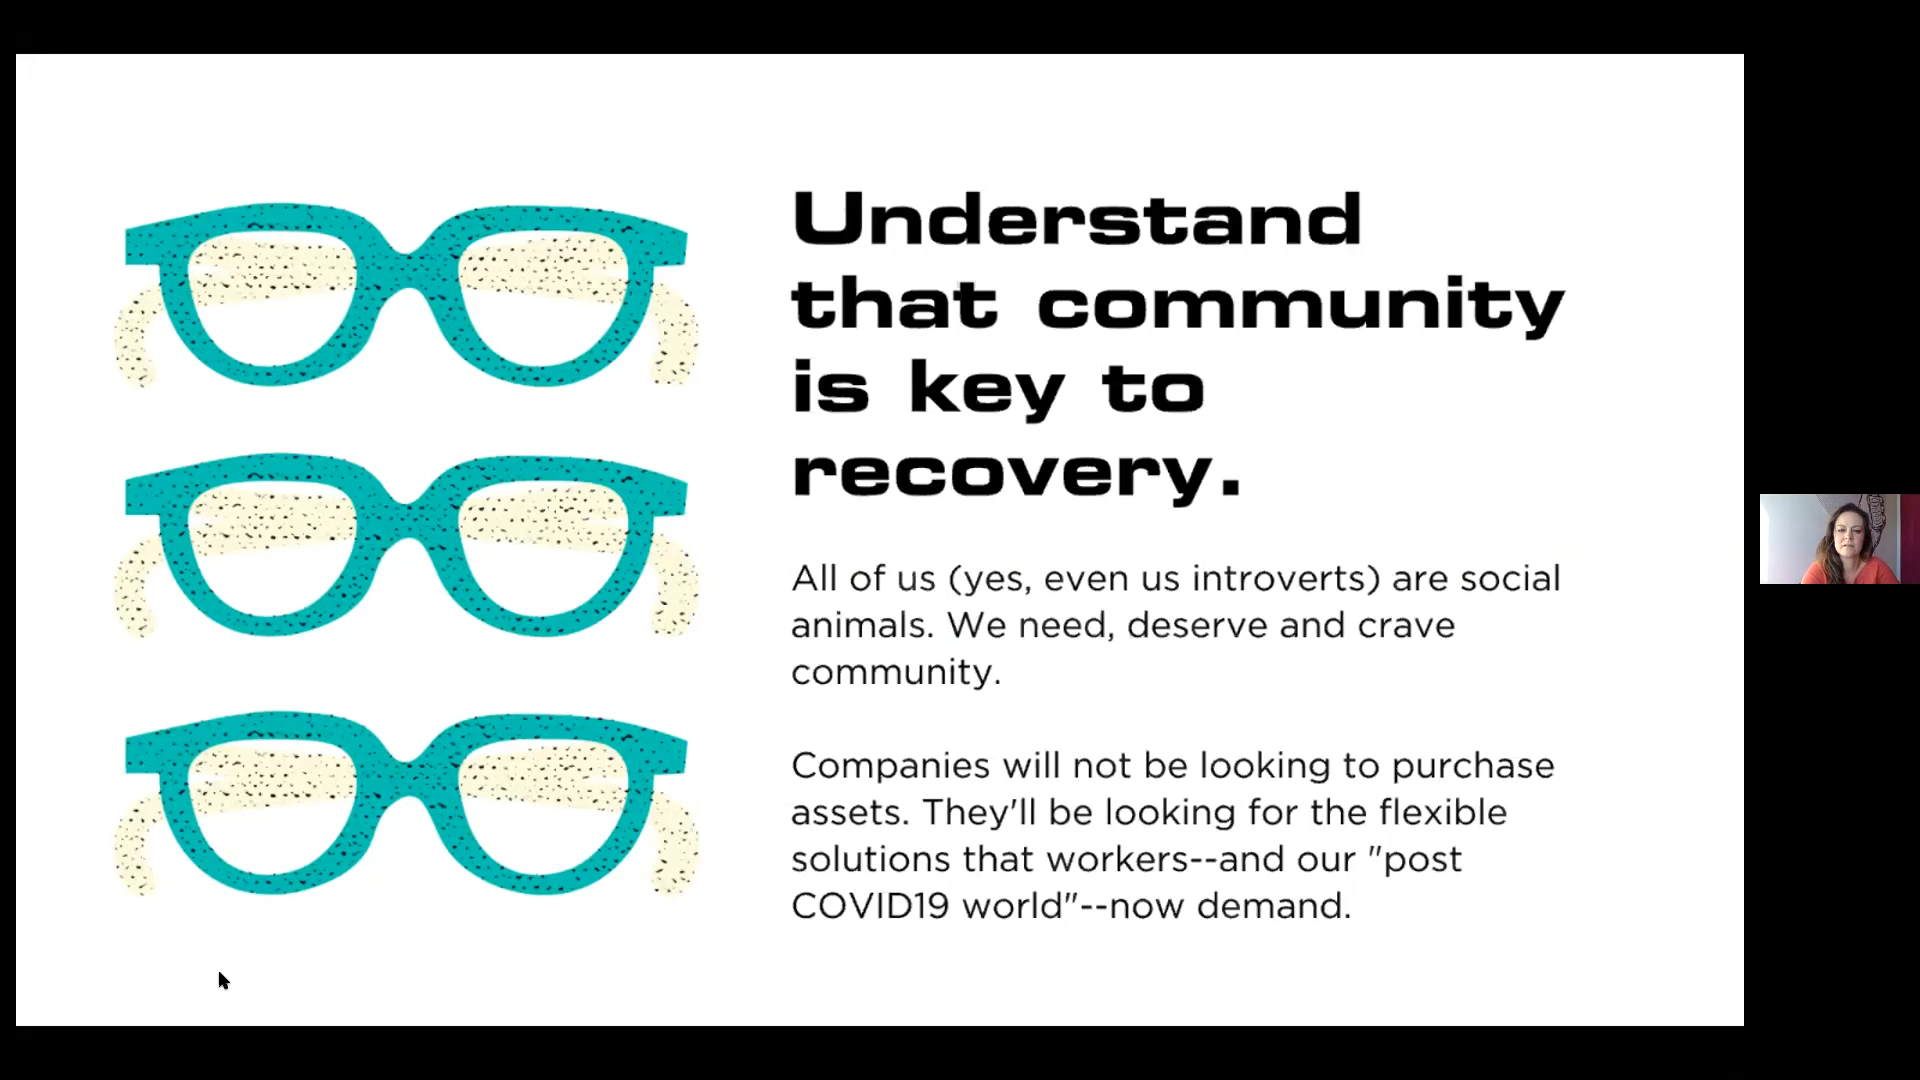 Understand
that community
is key to
recovery.
All of us (yes, even us introverts) are social
animals. We need, deserve and crave
community.
Companies will not be looking to purchase
assets. They'll be looking for the flexible
solutions that workers--and our "post
COVID19 world"--now demand.